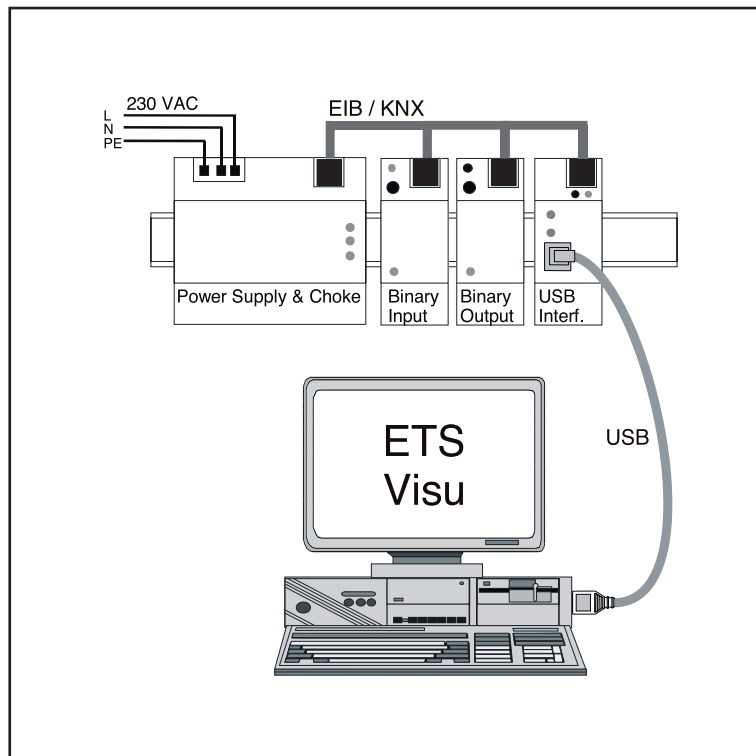 230 VAC
L
N
PE
EIB / KNX
Power Supply & Choke
Binary
Input
Binary
Output
USB
Interf.
USB
ETS
Visu